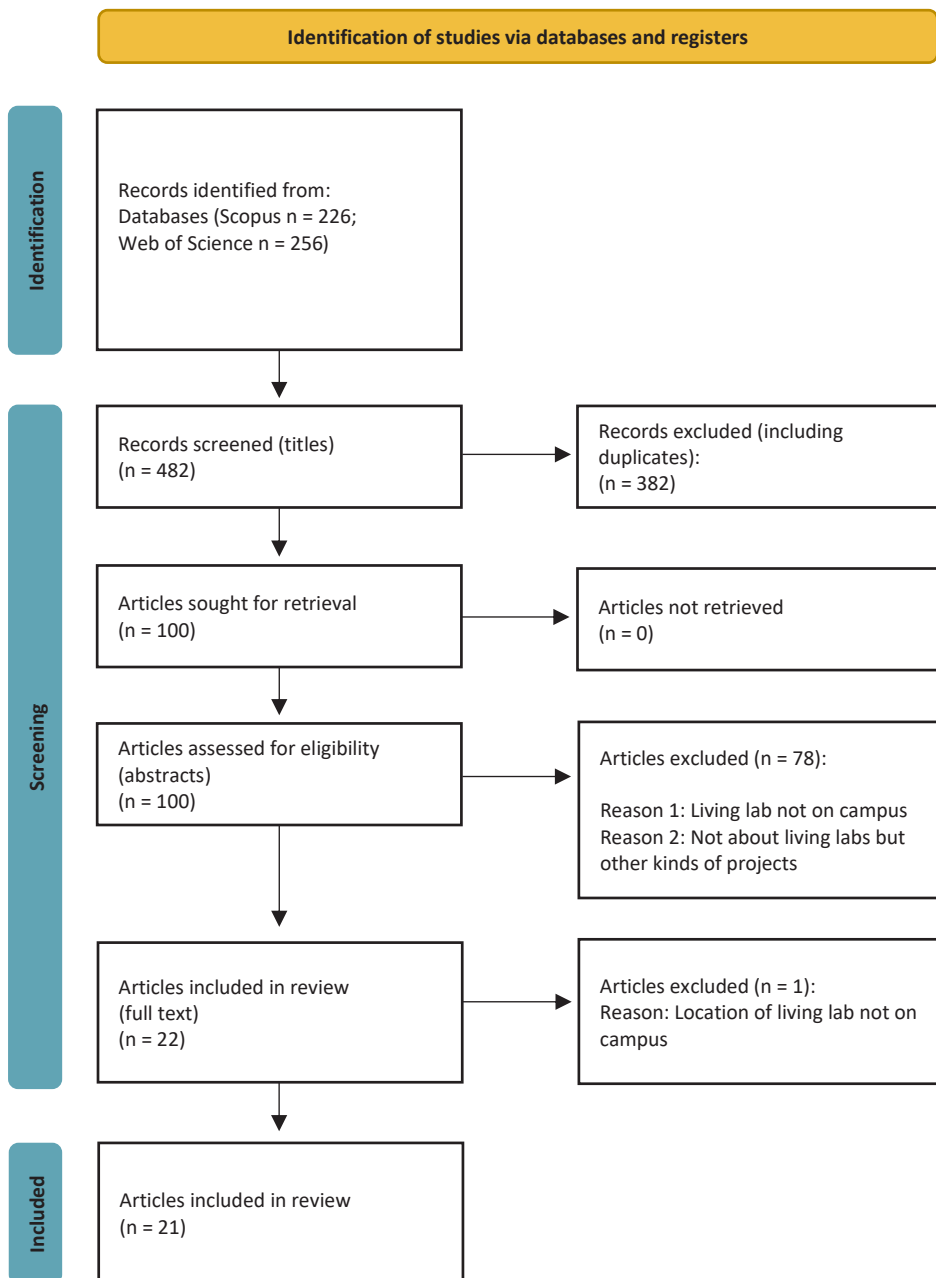 Identification of studies via databases and registers
Identification
Records identified from:
Databases (Scopus n = 226;
Web of Science n = 256)
Screening
Records screened (titles)
(n = 482)
Records excluded (including
duplicates):
(n = 382)
Articles sought for retrieval
(n = 100)
Articles not retrieved
(n = 0)
Articles assessed for eligibility
(abstracts)
(n = 100)
Articles excluded (n = 78):
Reason 1: Living lab not on campus
Reason 2: Not about living labs but
other kinds of projects
Articles included in review
(full text)
(n = 22)
Articles excluded (n = 1):
Reason: Location of living lab not on
campus
Included
Articles included in review
(n = 21)